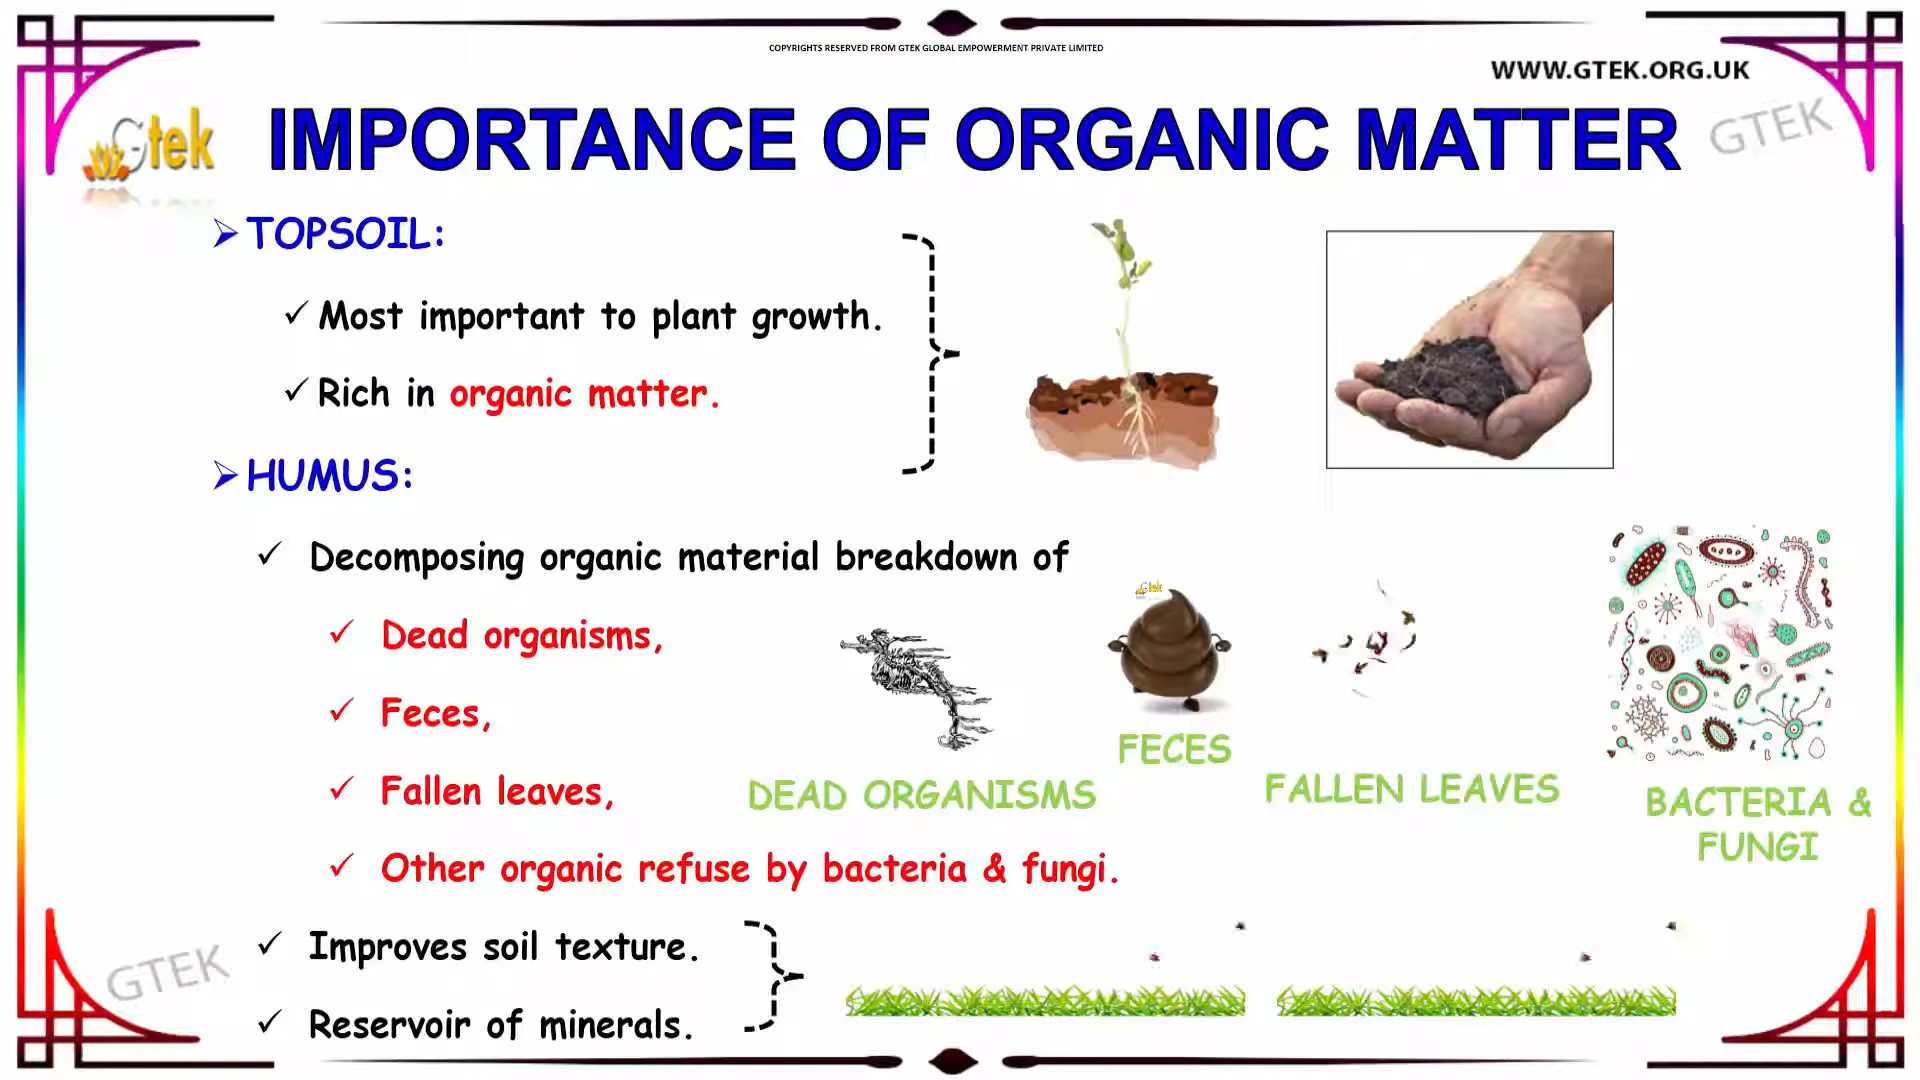 COPYRIGHTS RESERVED FROM GTEK GLOBAL EMPOWERMENT PRIVATE LIMITED
WWW.GTEK.ORG.UK
Gtek
IMPORTANCE OF ORGANIC MATTER
GTEK
TOPSOIL:
Most important to plant growth.
Rich in organic matter.
HUMUS:
Decomposing organic material breakdown of
Gtek
Dead organisms,
Feces,
FECES
Fallen leaves,
DEAD ORGANISMS
FALLEN LEAVES
BACTERIA &
FUNGI
Other organic refuse by bacteria & fungi.
Improves soil texture.
GTEK
Reservoir of minerals.